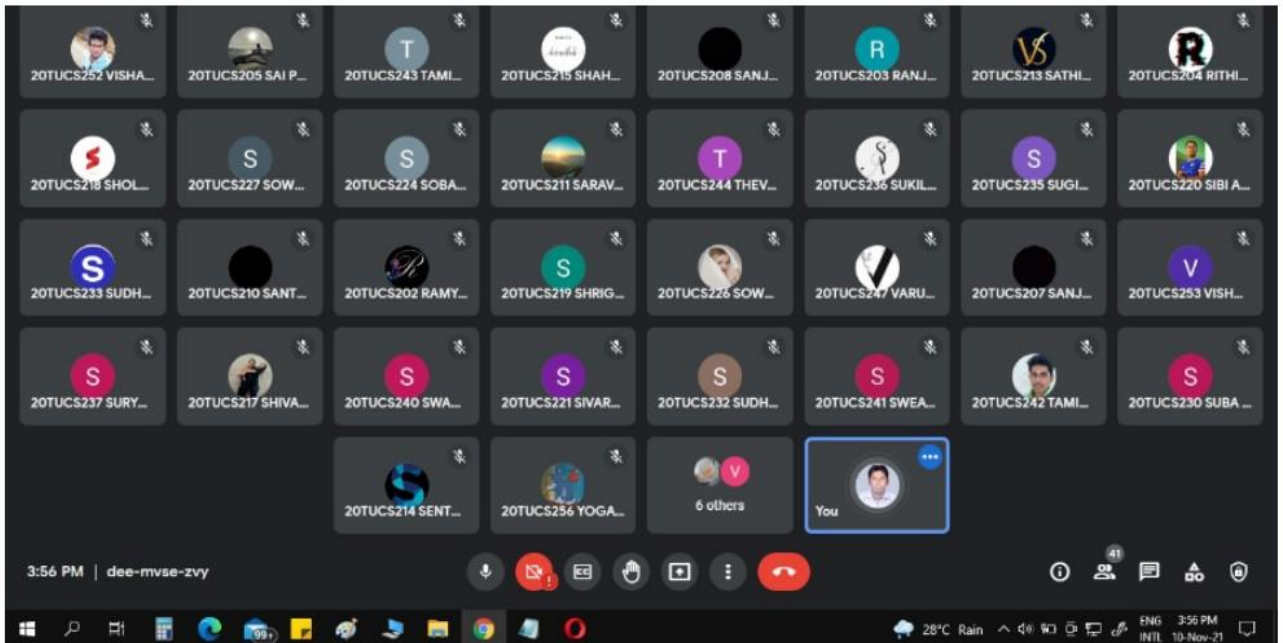 20TUCS252 VISHA... 20TUCS205 SAI P... T 20TUCS243 TAMI... 20TUCS215 SHAH... 20TUCS208 SANJ... R 20TUCS203 RANJ... VS 20TUCS213 SATHI... R 20TUCS204 RITHI...
S 20TUCS218 SHOL... S 20TUCS227 SOW... S 20TUCS224 SOBA... 20TUCS211 SARAV... T 20TUCS244 THEV... S 20TUCS236 SUKIL... S 20TUCS235 SUGI... 20TUCS220 SIBI A...
S 20TUCS233 SUDH... 20TUCS210 SANT... R 20TUCS202 RAMY... S 20TUCS219 SHRIG... 20TUCS226 SOW... V 20TUCS247 VARU... 20TUCS207 SANJ... V 20TUCS253 VISH...
S 20TUCS237 SURY... 20TUCS217 SHIVA... S 20TUCS240 SWA... S 20TUCS221 SIVAR... S 20TUCS232 SUDH... S 20TUCS241 SWEA... 20TUCS242 TAMI... S 20TUCS230 SUBA ...
S 20TUCS214 SENT... 20TUCS256 YOGA... V 6 others You
3:56 PM | dee-mvse-zvy CC 41
99+ 28°C Rain ENG INTL 3:56 PM 10-Nov-21